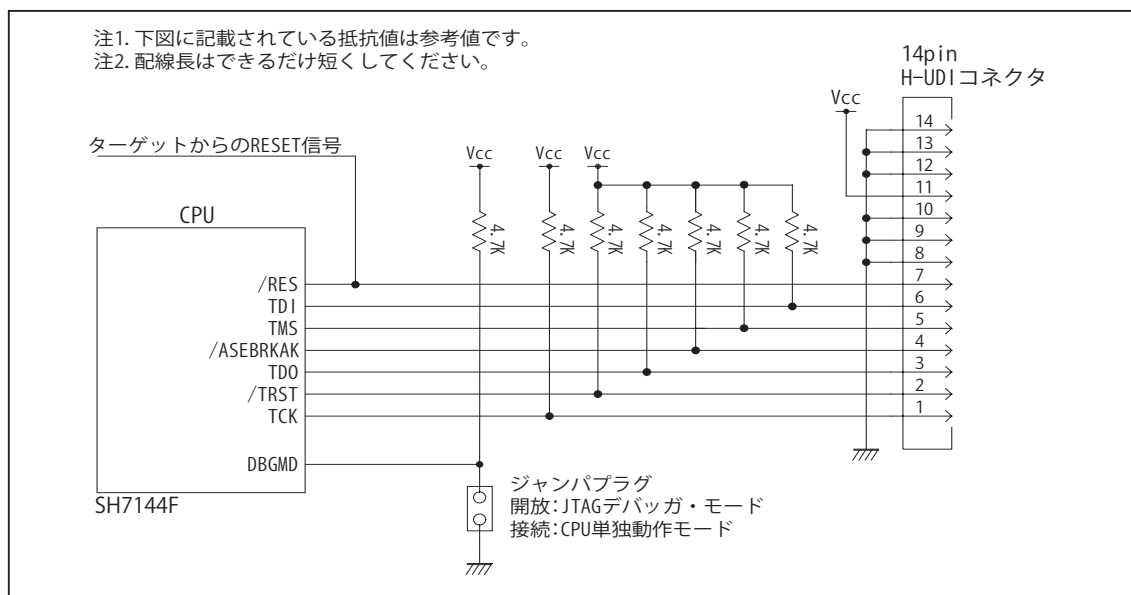 注1. 下図に記載されている抵抗値は参考値です。
注2. 配線長はできるだけ短くしてください。
14pin
H-UDIコネクタ
Vcc
ターゲットからのRESET信号
Vcc
Vcc
Vcc
CPU
4.7K
4.7K
4.7K
4.7K
4.7K
4.7K
4.7K
14
13
12
11
10
9
8
/RES
7
TDI
6
TMS
5
/ASEBRKAK
4
TDO
3
/TRST
2
TCK
1
DBGMD
SH7144F
ジャンパプラグ
開放:JTAGデバッガ・モード
接続:CPU単独動作モード